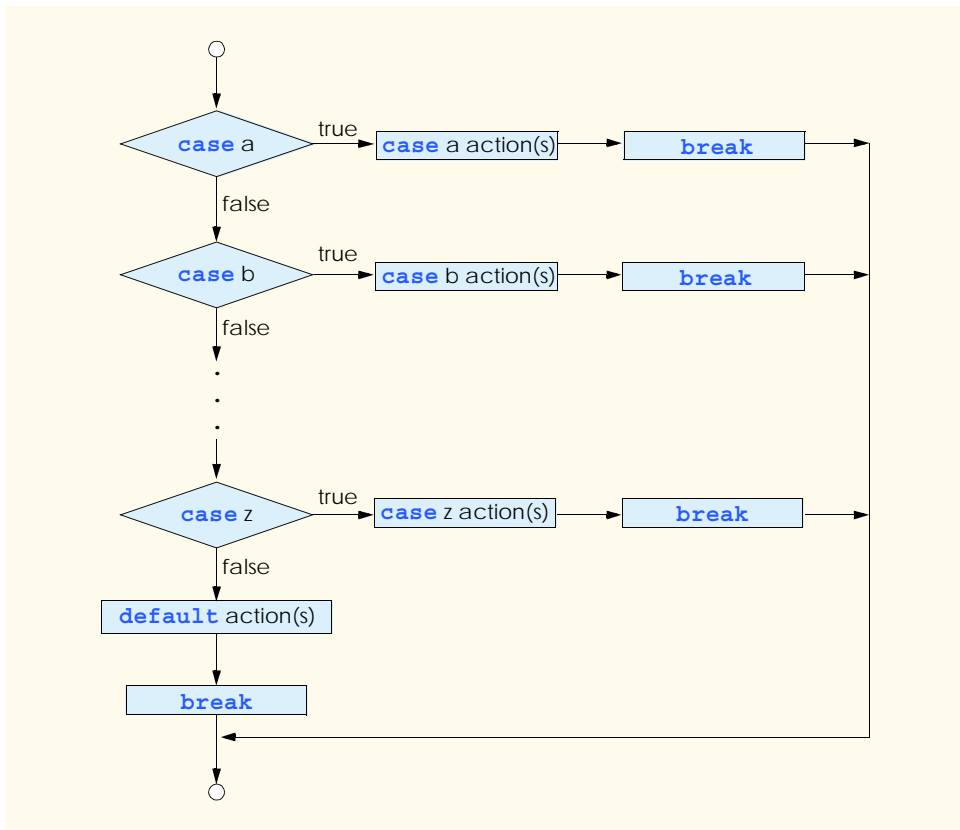 true
case a
case a action(s)
break
false
true
case b
case b action(s)
break
false
.
.
.
true
case z
case z action(s)
break
false
default action(s)
break